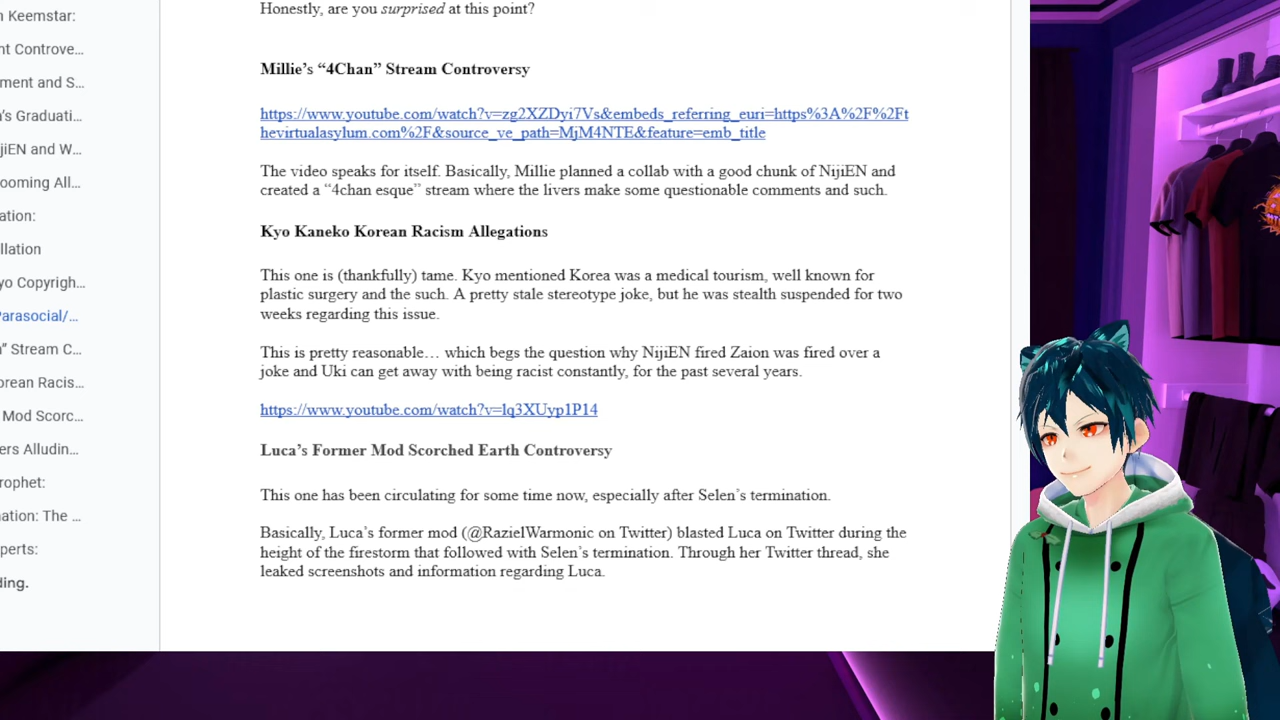 n Keemstar:
nt Controve...
ment and S...
a's Graduati...
jiEN and W...
ooming All...
ation:
llation
yo Copyrigh...
Parasocial/...
n" Stream C...
orean Racis...
Mod Scorc...
ers Alludin...
rophet:
nation: The ...
xperts:
ding.
Honestly, are you surprised at this point?
Millie's “4Chan” Stream Controversy
https://www.youtube.com/watch?v=zg2XZDyi7Vs&embeds_referring_euri=https%3A%2F%2Ft
hevirtualasylum.com%2F&source_ve_path=MjM4NTE&feature=emb_title
The video speaks for itself. Basically, Millie planned a collab with a good chunk of NijiEN and
created a “4chan esque” stream where the livers make some questionable comments and such.
Kyo Kaneko Korean Racism Allegations
This one is (thankfully) tame. Kyo mentioned Korea was a medical tourism, well known for
plastic surgery and the such. A pretty stale stereotype joke, but he was stealth suspended for two
weeks regarding this issue.
This is pretty reasonable… which begs the question why NijiEN fired Zaion was fired over a
joke and Uki can get away with being racist constantly, for the past several years.
https://www.youtube.com/watch?v=lq3XUyp1P14
Luca's Former Mod Scorched Earth Controversy
This one has been circulating for some time now, especially after Selen's termination.
Basically, Luca's former mod (@RazielWarmonic on Twitter) blasted Luca on Twitter during the
height of the firestorm that followed with Selen's termination. Through her Twitter thread, she
leaked screenshots and information regarding Luca.